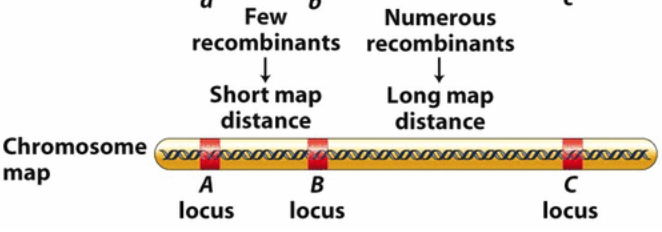 a b c
Few Numerous
recombinants recombinants
Short map Long map
distance distance
Chromosome
map
A B C
locus locus locus